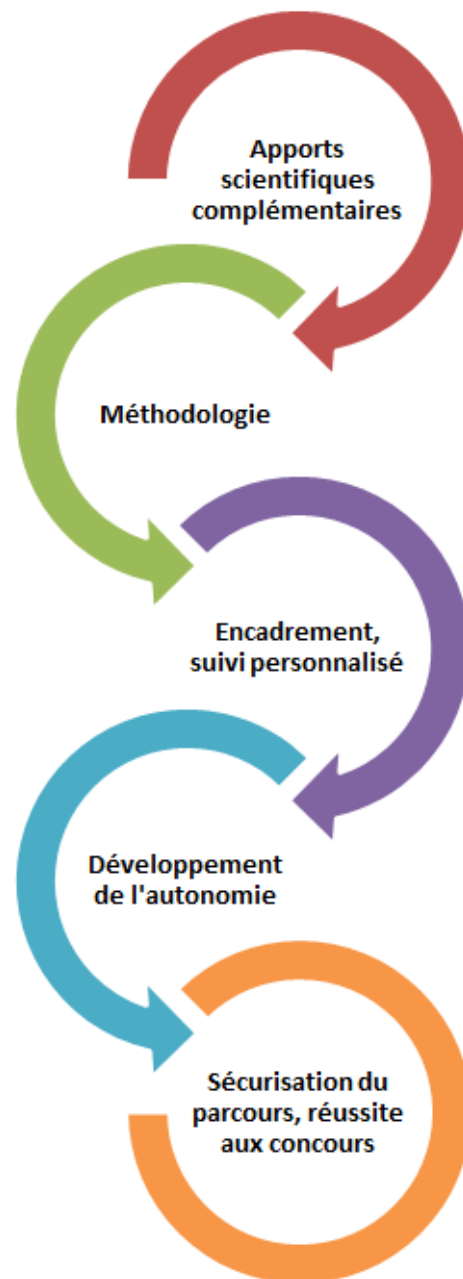 Apports
scientifiques
complémentaires
Méthodologie
Encadrement,
suivi personnalisé
Développement
de l'autonomie
Sécurisation du
parcours, réussite
aux concours